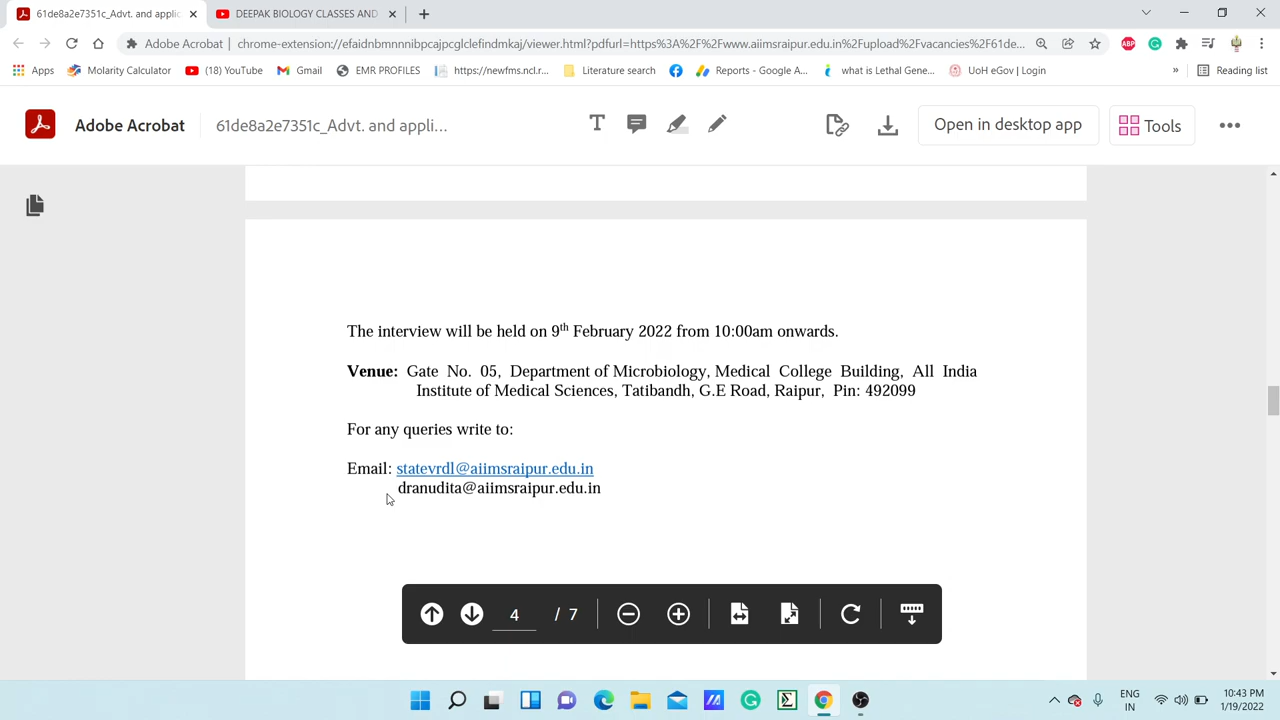 61de8a2e7351c_Advt. and applic
DEEPAK BIOLOGY CLASSES AND
Adobe Acrobat | chrome-extension://efaidnbmnnnibpcajpcglclefindmkaj/viewer.html?pdfurl=https%3A%2F%2Fwww.aiimsraipur.edu.in%2Fupload%2Fvacancies%2F61de...
Apps
Molarity Calculator
(18) YouTube
Gmail
EMR PROFILES
https://newfms.ncl.r...
Literature search
Reports - Google A...
what is Lethal Gene...
UoH eGov | Login
»
Reading list
Adobe Acrobat
61de8a2e7351c_Advt. and appli...
Open in desktop app
Tools
The interview will be held on 9th February 2022 from 10:00am onwards.
Venue: Gate No. 05, Department of Microbiology, Medical College Building, All India
Institute of Medical Sciences, Tatibandh, G.E Road, Raipur, Pin: 492099
For any queries write to:
Email: statevrdl@aiimsraipur.edu.in
dranudita@aiimsraipur.edu.in
4 / 7
ENG
IN
10:43 PM
1/19/2022